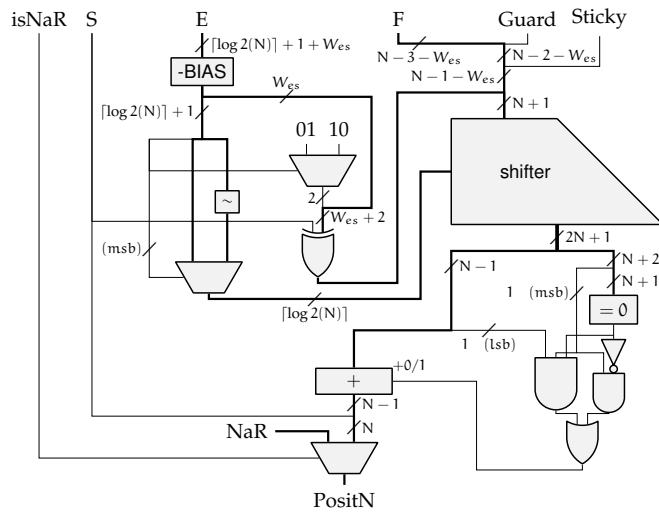 isNaR S E F Guard Sticky
⌈log 2(N)⌉ + 1 + W_es
N − 3 − W_es
N − 2 − W_es
-BIAS
W_es
N − 1 − W_es
⌈log 2(N)⌉ + 1
N + 1
01 10
shifter
2
∼
W_es + 2
(msb)
2N + 1
N − 1
N + 2
1 (msb)
N + 1
⌈log 2(N)⌉
= 0
1 (lsb)
+0/1
+
N − 1
NaR
N
PositN